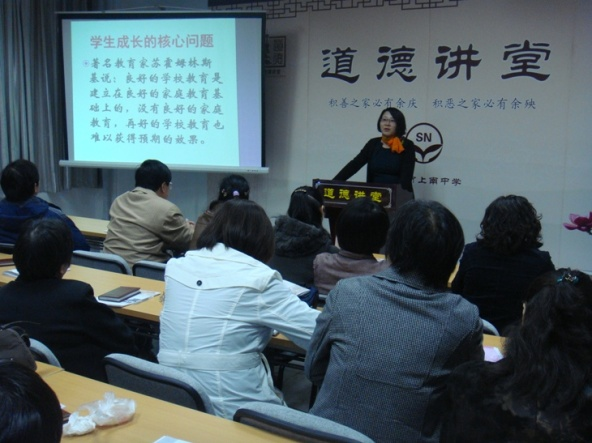 学生成长的核心问题
著名教育家苏霍姆林斯
基说：良好的学校教育是
建立在良好的家庭教育基
础上的，没有良好的家庭
教育，再好的学校教育也
难以获得预期的效果。
道德讲堂
积善之家必有余庆 积恶之家必有余殃
SN
上南中学
道德讲堂